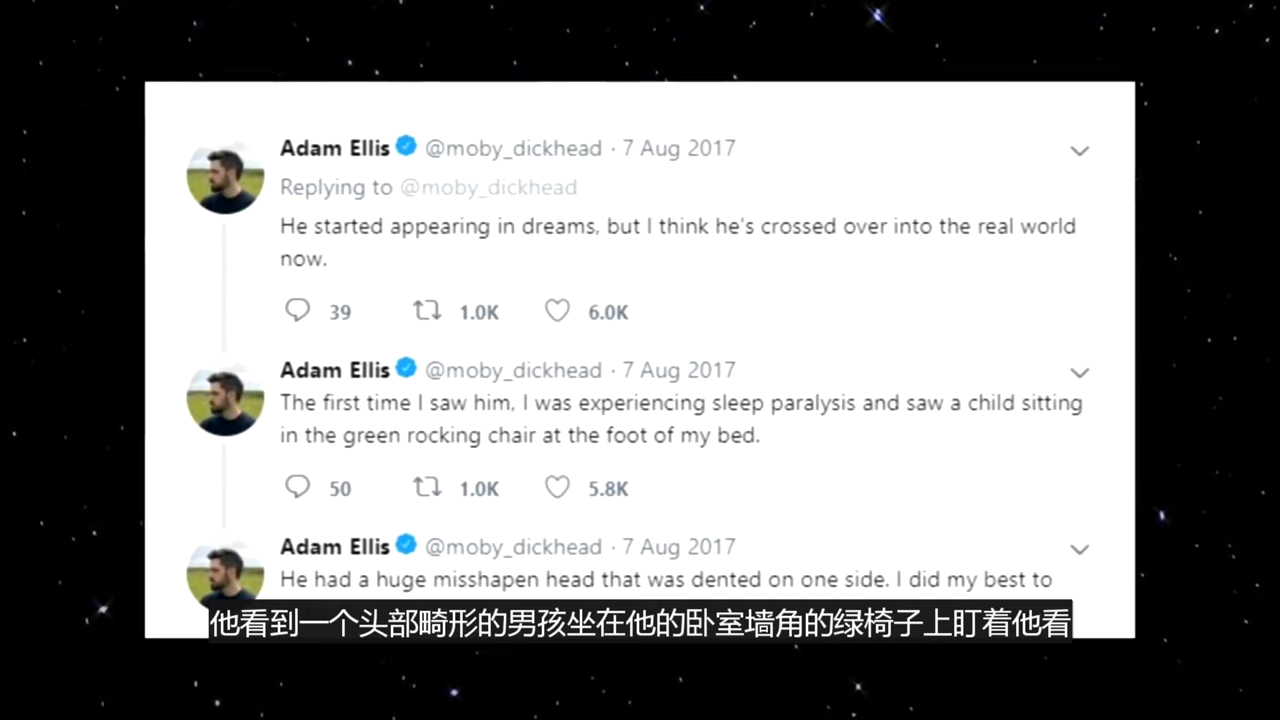 Adam Ellis @moby_dickhead · 7 Aug 2017
Replying to @moby_dickhead
He started appearing in dreams, but I think he's crossed over into the real world
now.
39 1.0K 6.0K
Adam Ellis @moby_dickhead · 7 Aug 2017
The first time I saw him, I was experiencing sleep paralysis and saw a child sitting
in the green rocking chair at the foot of my bed.
50 1.0K 5.8K
Adam Ellis @moby_dickhead · 7 Aug 2017
He had a huge misshapen head that was dented on one side. I did my best to
他看到一个头部畸形的男孩坐在他的卧室墙角的绿椅子上盯着他看